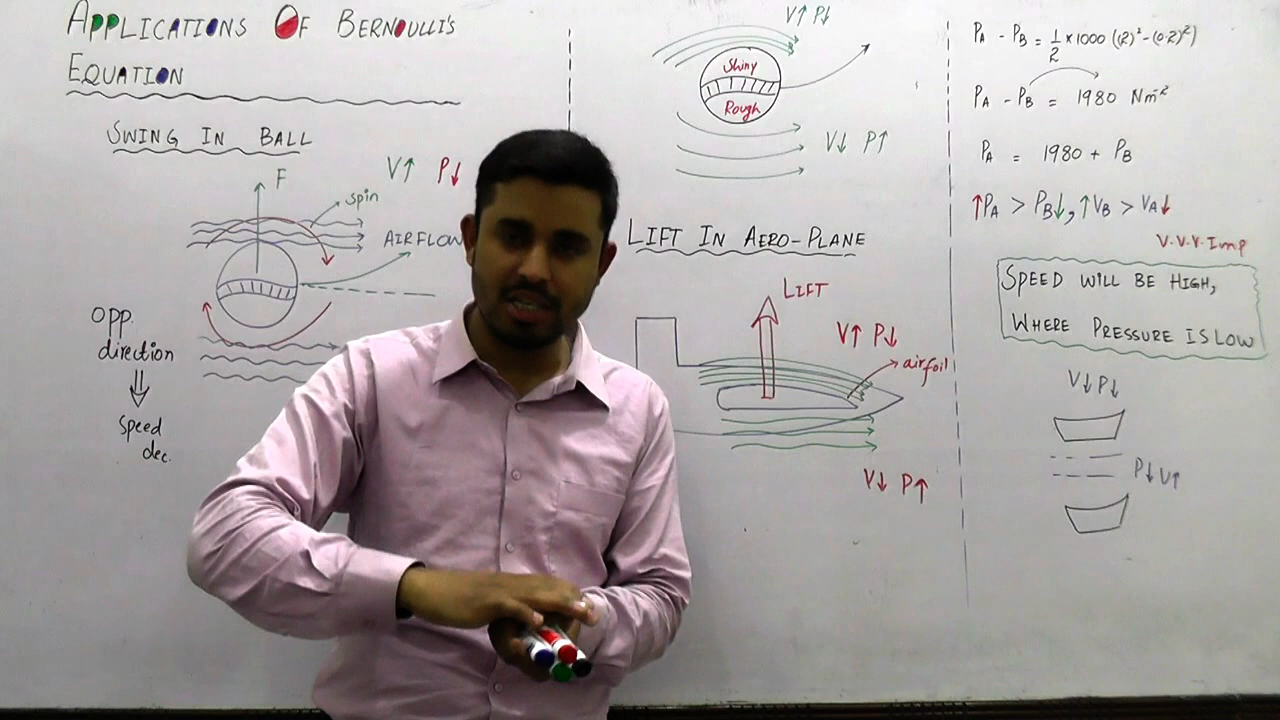 APPLICATIONS OF BERNOULLI'S
EQUATION
SWING IN BALL
V↑ P↓
F
spin
AIRFLOW
opp.
direction
⇓
speed
dec.
V↑ P↓
Shiny
Rough
V↓ P↑
LIFT IN AERO-PLANE
LIFT
V↑ P↓
airfoil
V↓ P↑
PA - PB = 1/2 × 1000 ((2)² - (0.2)²)
PA - PB = 1980 Nm⁻²
PA = 1980 + PB
↑PA > PB↓, ↑VB > VA↓
V.V.V.Imp
SPEED WILL BE HIGH,
WHERE PRESSURE IS LOW
V↓ P↓
P↓ V↑